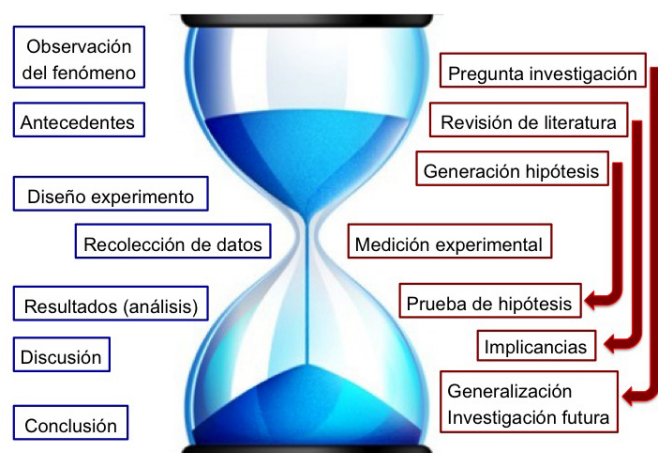 Observación
del fenómeno
Pregunta investigación
Antecedentes
Revisión de literatura
Generación hipótesis
Diseño experimento
Recolección de datos
Medición experimental
Resultados (análisis)
Prueba de hipótesis
Discusión
Implicancias
Generalización
Investigación futura
Conclusión